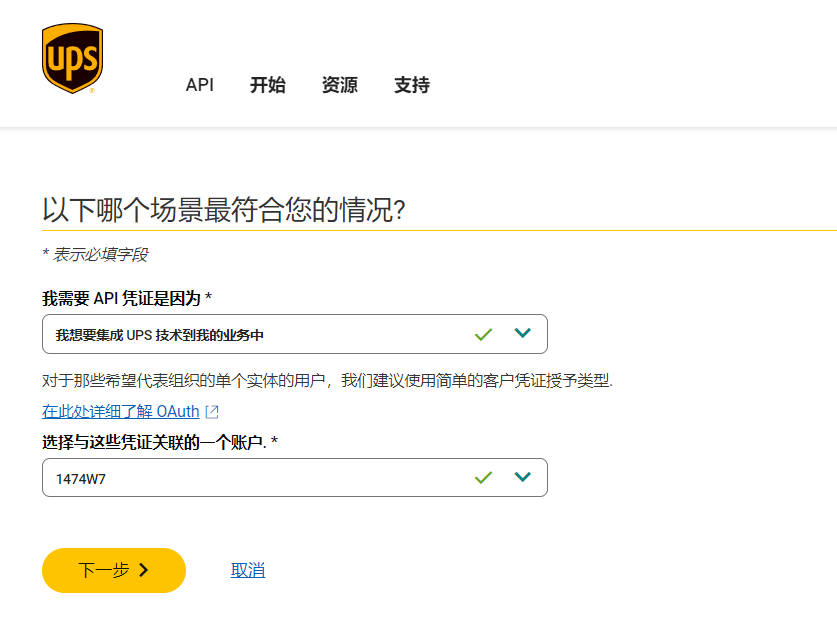 ups
API 开始 资源 支持
以下哪个场景最符合您的情况?
* 表示必填字段
我需要 API 凭证是因为 *
我想要集成 UPS 技术到我的业务中
对于那些希望代表组织的单个实体的用户，我们建议使用简单的客户凭证授予类型.
在此处详细了解 OAuth
选择与这些凭证关联的一个账户. *
1474W7
下一步 取消